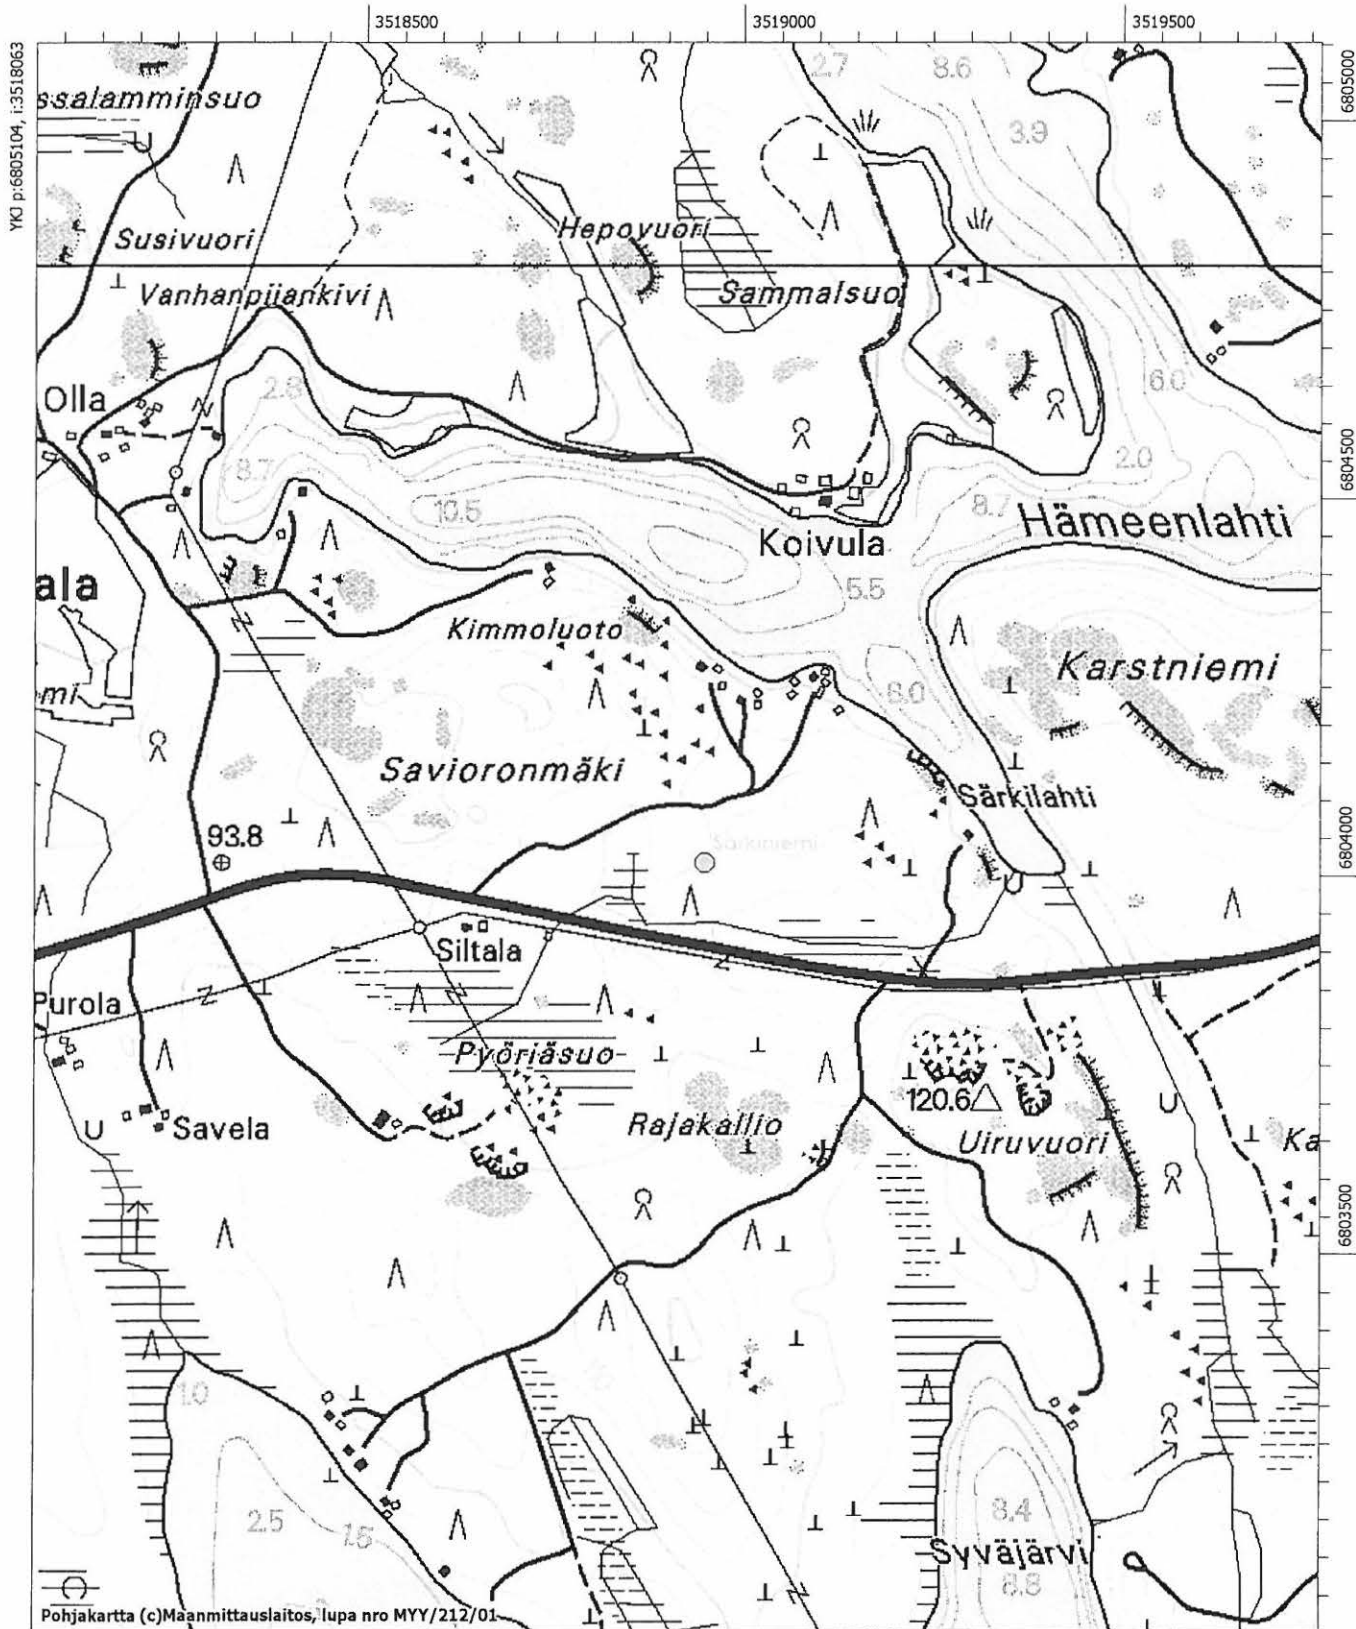 3518500
3519000
3519500
YKJ p:6805104, i:3518063
6805000
2.7
8.6
ssalamminsuo
3.9
Hepovuori
Susivuori
Vanhanpiiankivi
Sammalsuo
Olla
2.8
6.0
8.7
2.0
6804500
10.5
8.7
Hämeenlahti
Koivula
ala
5.5
Kimmoluoto
Karstniemi
mi
Savioronmäki
Särkilahti
93.8
Särkiniemi
6804000
Siltala
Purola
Pyöriäsuo
120.6
Savela
Rajakallio
Uiruvuori
Ka
6803500
1.0
2.5
1.5
8.4
Syväjärvi
8.8
Pohjakartta (c)Maanmittauslaitos, lupa nro MYY/212/01